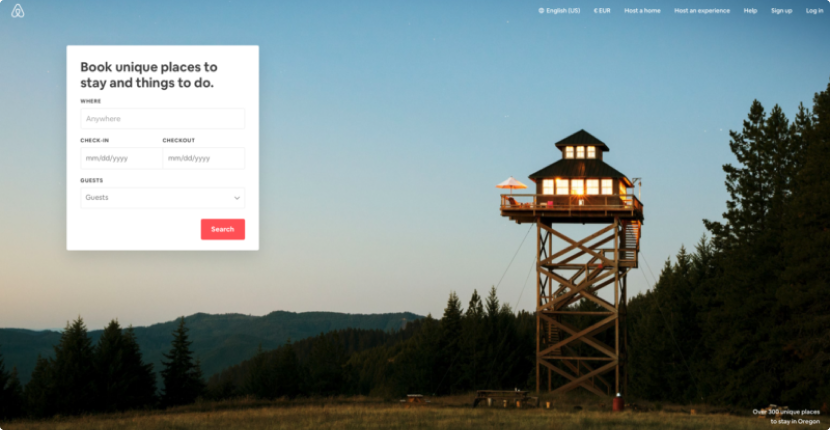 English (US) € EUR Host a home Host an experience Help Sign up Log in
Book unique places to
stay and things to do.
WHERE
Anywhere
CHECK-IN CHECKOUT
mm/dd/yyyy mm/dd/yyyy
GUESTS
Guests
Search
Over 300 unique places
to stay in Oregon